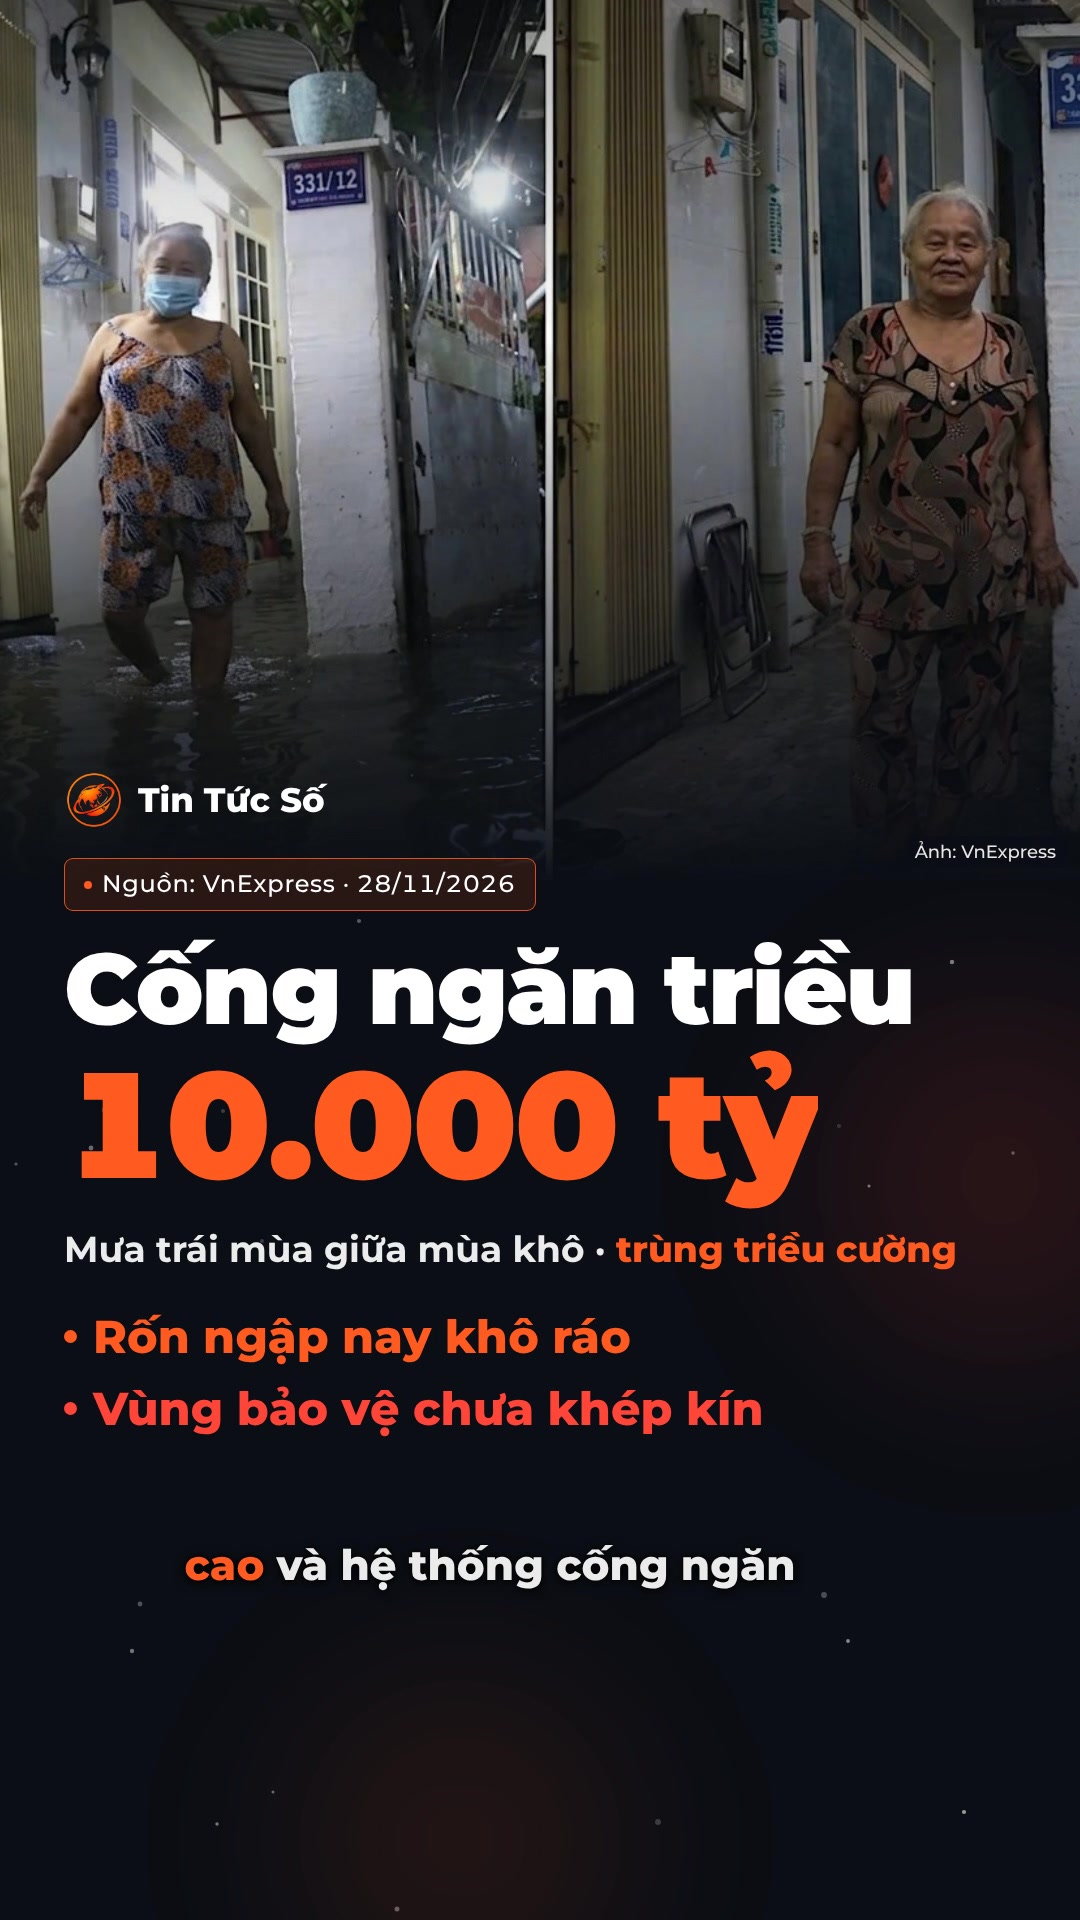 331/12
33
Tin Tức Số
Ảnh: VnExpress
• Nguồn: VnExpress · 28/11/2026
Cống ngăn triều
10.000 tỷ
Mưa trái mùa giữa mùa khô · trùng triều cường
• Rốn ngập nay khô ráo
• Vùng bảo vệ chưa khép kín
cao và hệ thống cống ngăn